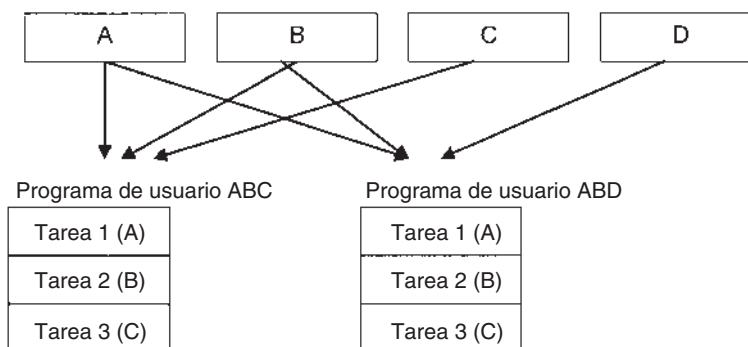 A B C D
Programa de usuario ABC Programa de usuario ABD
Tarea 1 (A) Tarea 1 (A)
Tarea 2 (B) Tarea 2 (B)
Tarea 3 (C) Tarea 3 (C)